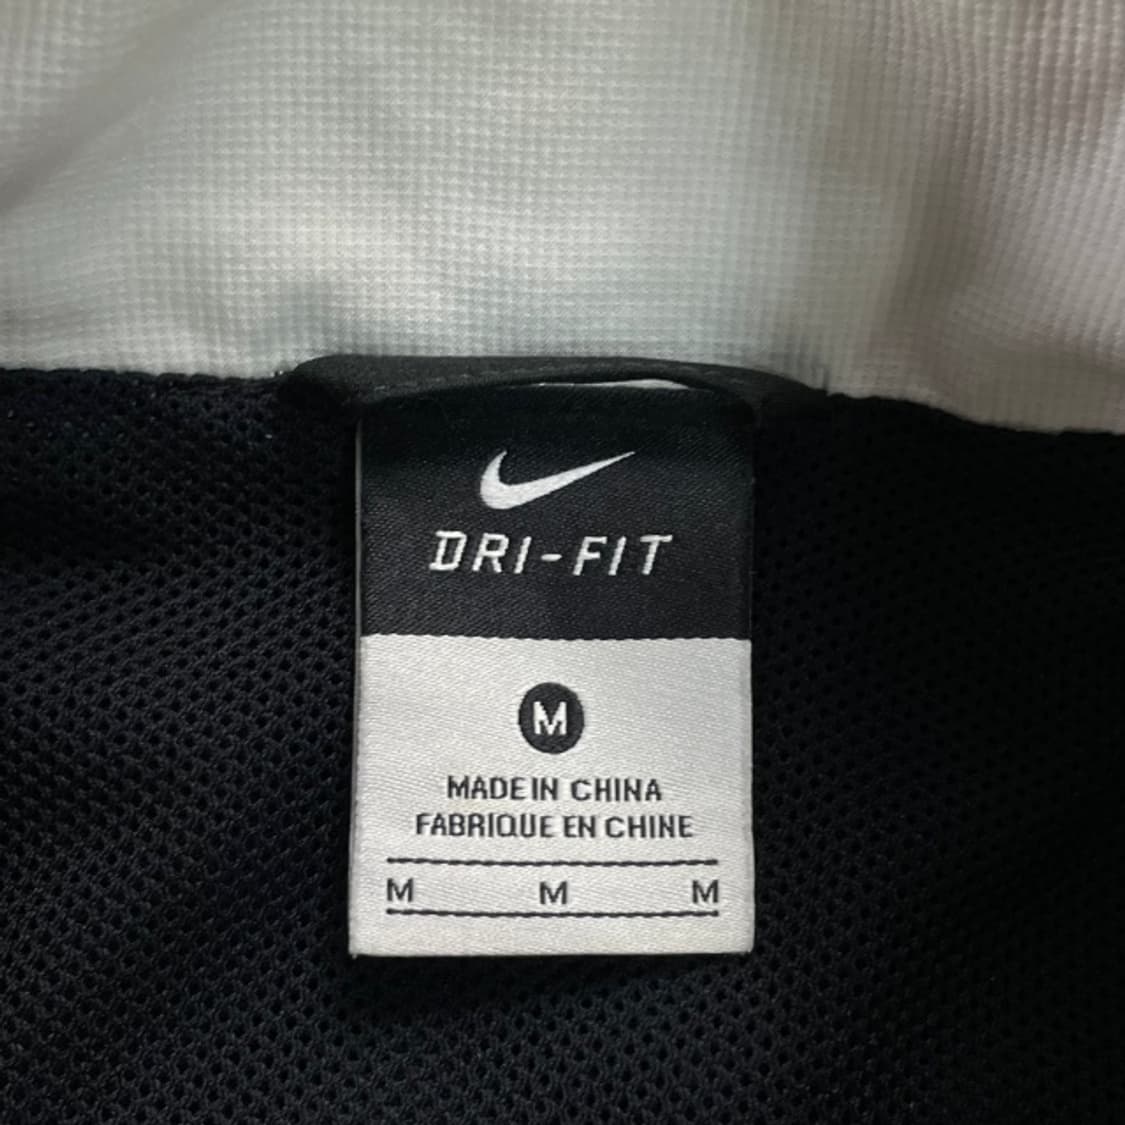 DRI-FIT
M
MADE IN CHINA
FABRIQUE EN CHINE
M M M